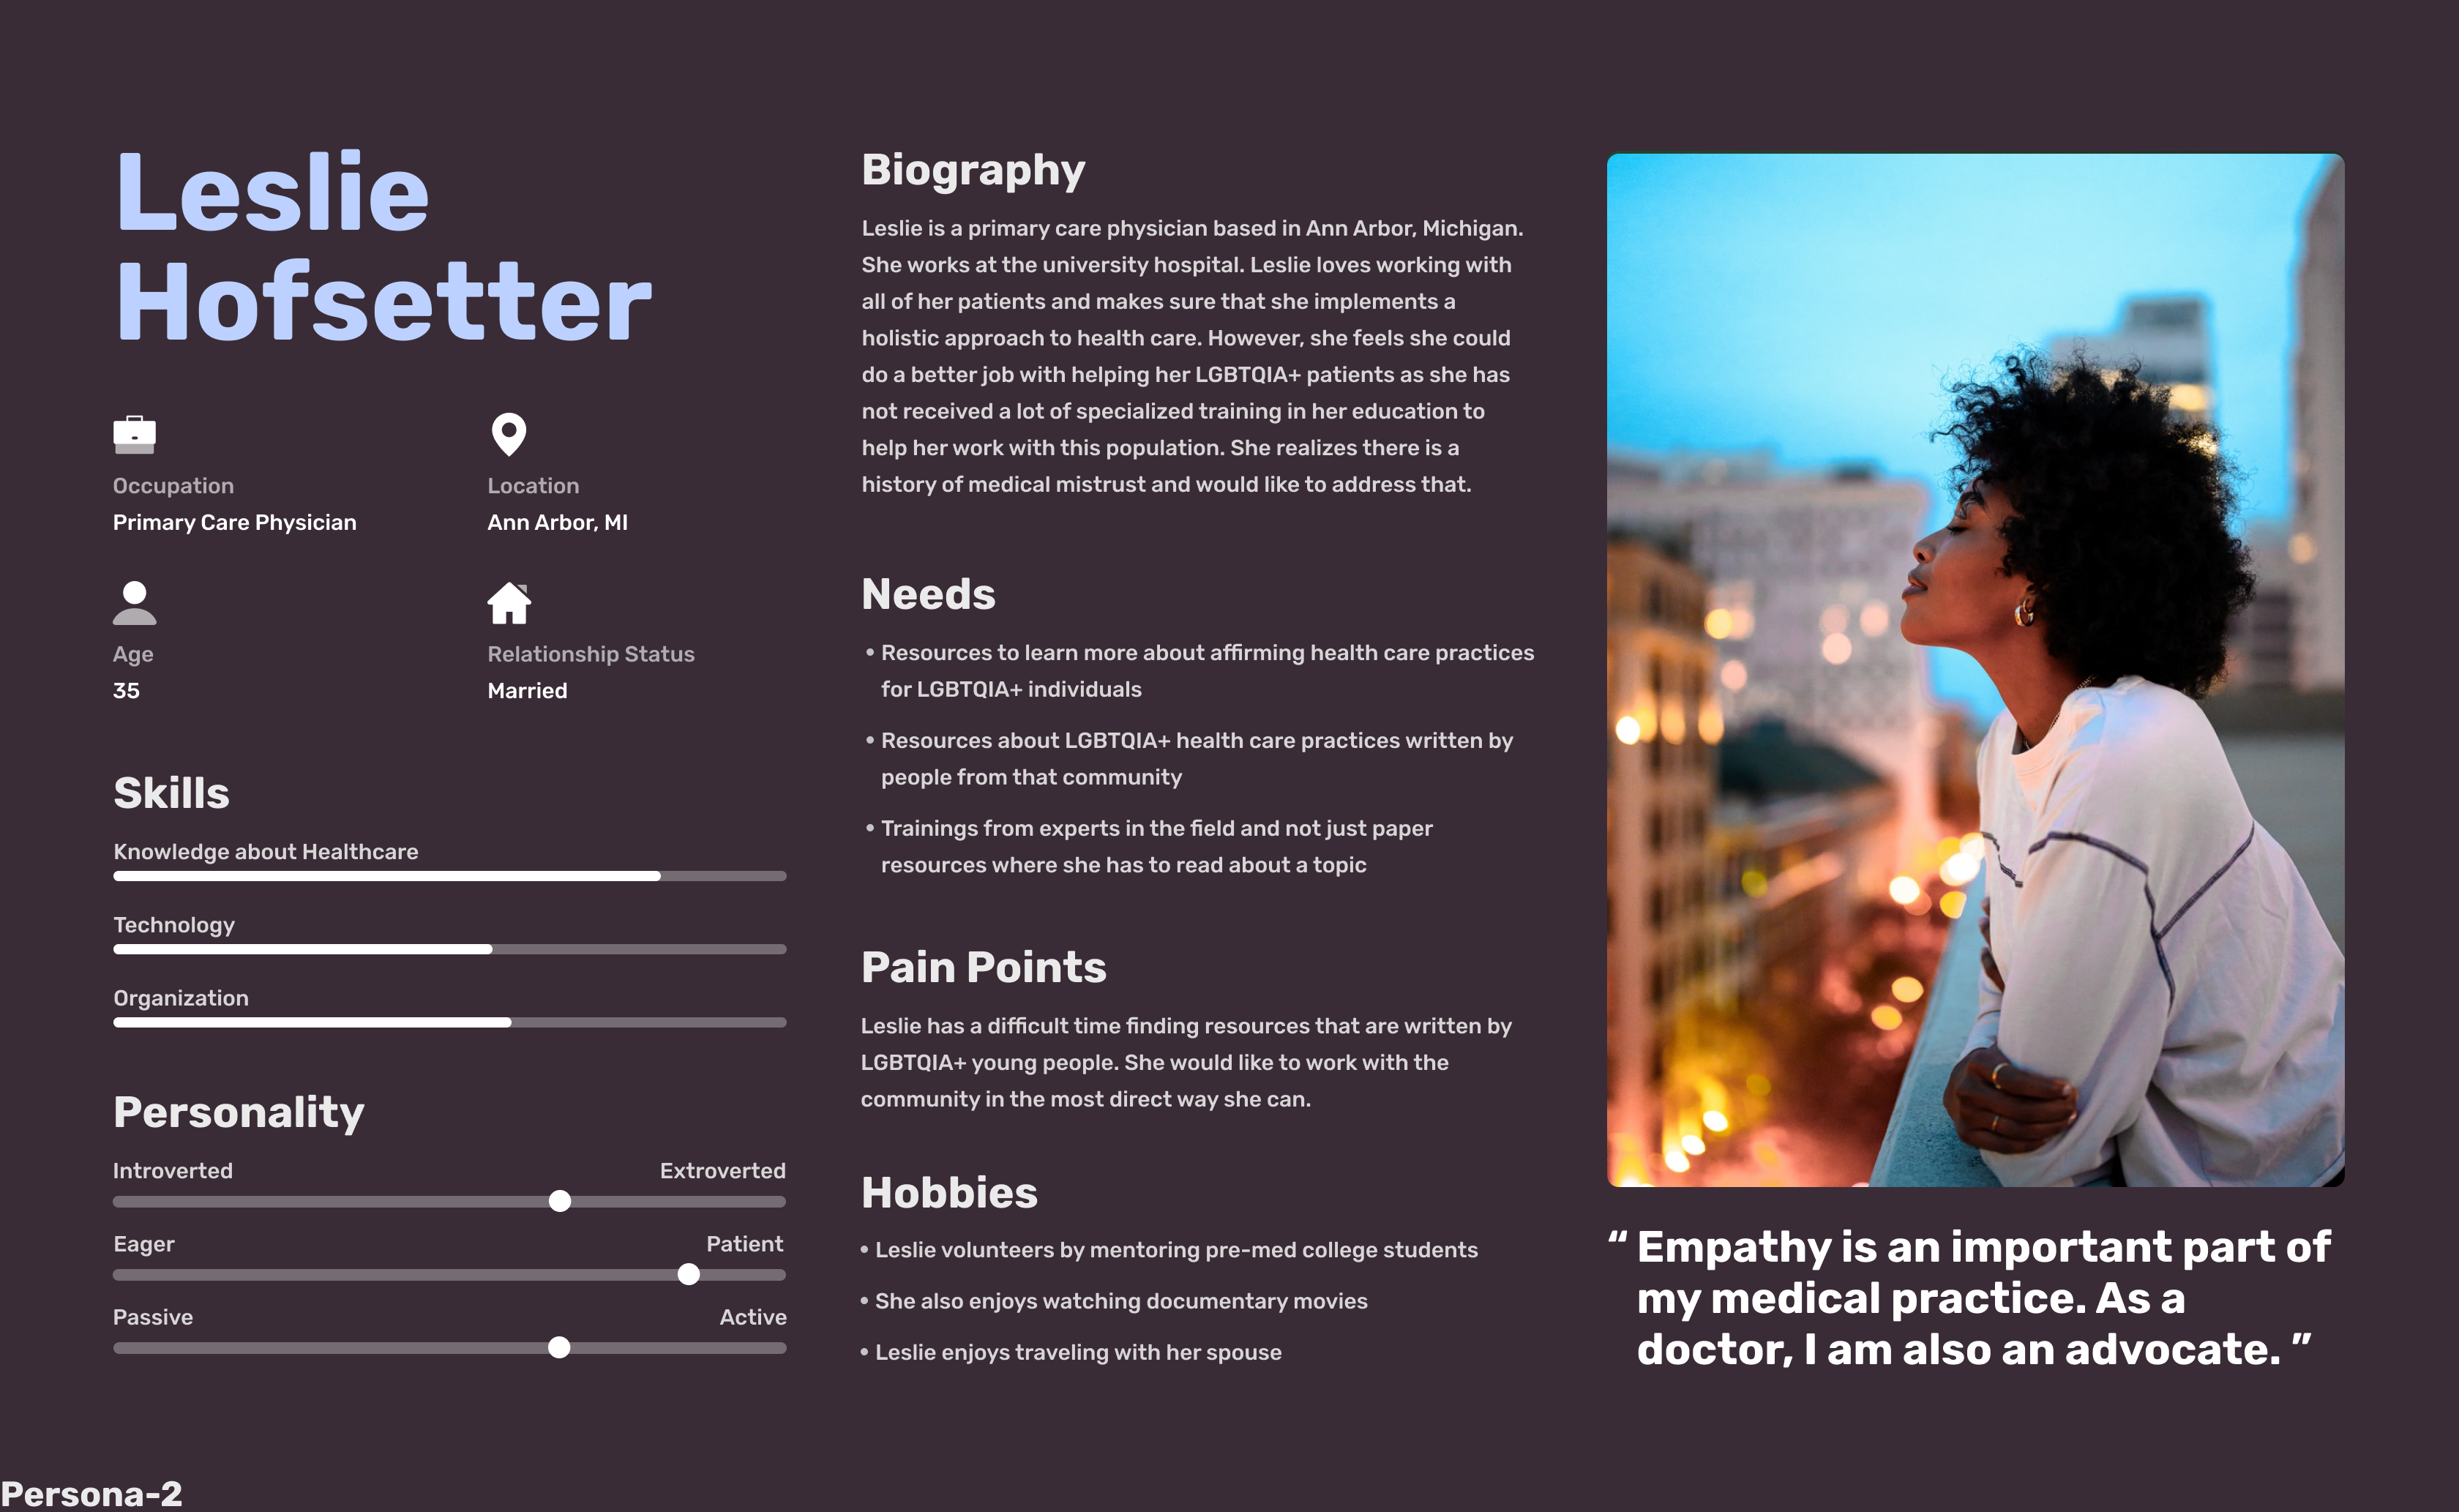 Leslie
Hofsetter
Occupation
Primary Care Physician
Location
Ann Arbor, MI
Age
35
Relationship Status
Married
Skills
Knowledge about Healthcare
Technology
Organization
Personality
Introverted Extroverted
Eager Patient
Passive Active
Biography
Leslie is a primary care physician based in Ann Arbor, Michigan.
She works at the university hospital. Leslie loves working with
all of her patients and makes sure that she implements a
holistic approach to health care. However, she feels she could
do a better job with helping her LGBTQIA+ patients as she has
not received a lot of specialized training in her education to
help her work with this population. She realizes there is a
history of medical mistrust and would like to address that.
Needs
• Resources to learn more about affirming health care practices
for LGBTQIA+ individuals
• Resources about LGBTQIA+ health care practices written by
people from that community
• Trainings from experts in the field and not just paper
resources where she has to read about a topic
Pain Points
Leslie has a difficult time finding resources that are written by
LGBTQIA+ young people. She would like to work with the
community in the most direct way she can.
Hobbies
• Leslie volunteers by mentoring pre-med college students
• She also enjoys watching documentary movies
• Leslie enjoys traveling with her spouse
“ Empathy is an important part of
my medical practice. As a
doctor, I am also an advocate. ”
Persona-2